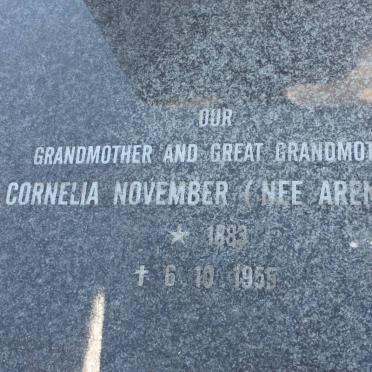 OUR
GRANDMOTHER AND GREAT GRANDMOT
CORNELIA NOVEMBER (NEE AREN
* 1883
† 6 10 1955